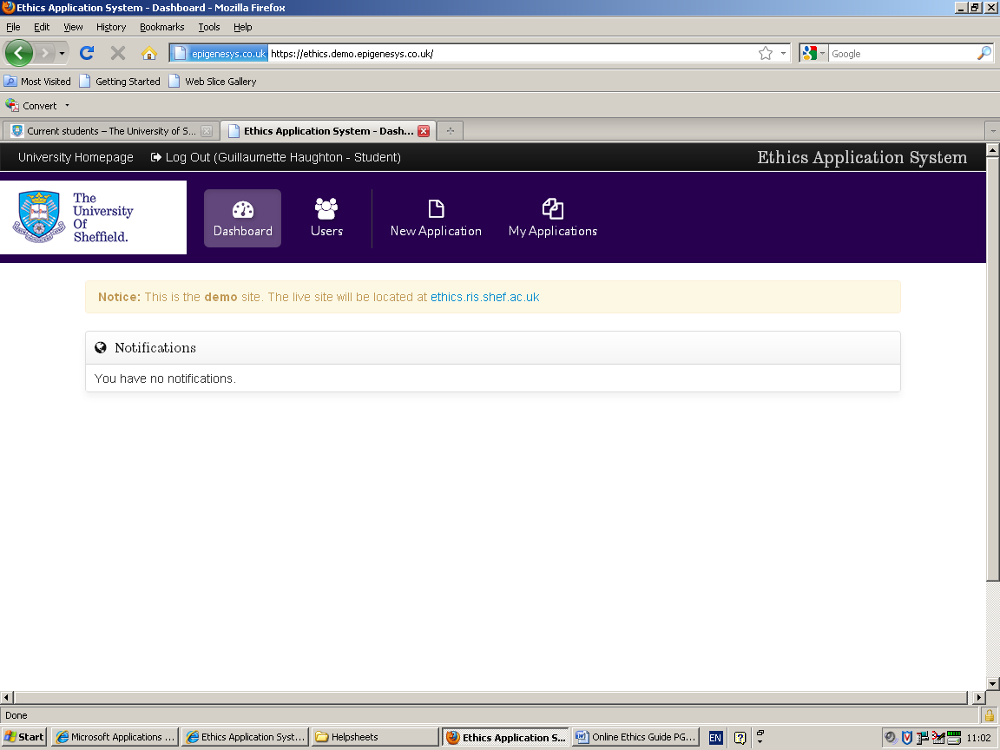 Ethics Application System - Dashboard - Mozilla Firefox
File Edit View History Bookmarks Tools Help
epigenesys.co.uk https://ethics.demo.epigenesys.co.uk/ Google
Most Visited Getting Started Web Slice Gallery
Convert
Current students – The University of S... Ethics Application System - Dash...
University Homepage Log Out (Guillaumette Haughton - Student) Ethics Application System
The
University
Of
Sheffield.
Dashboard Users New Application My Applications
Notice: This is the demo site. The live site will be located at ethics.ris.shef.ac.uk
Notifications
You have no notifications.
Done
Start Microsoft Applications ... Ethics Application Syst... Helpsheets Ethics Application S... Online Ethics Guide PG... EN 11:02